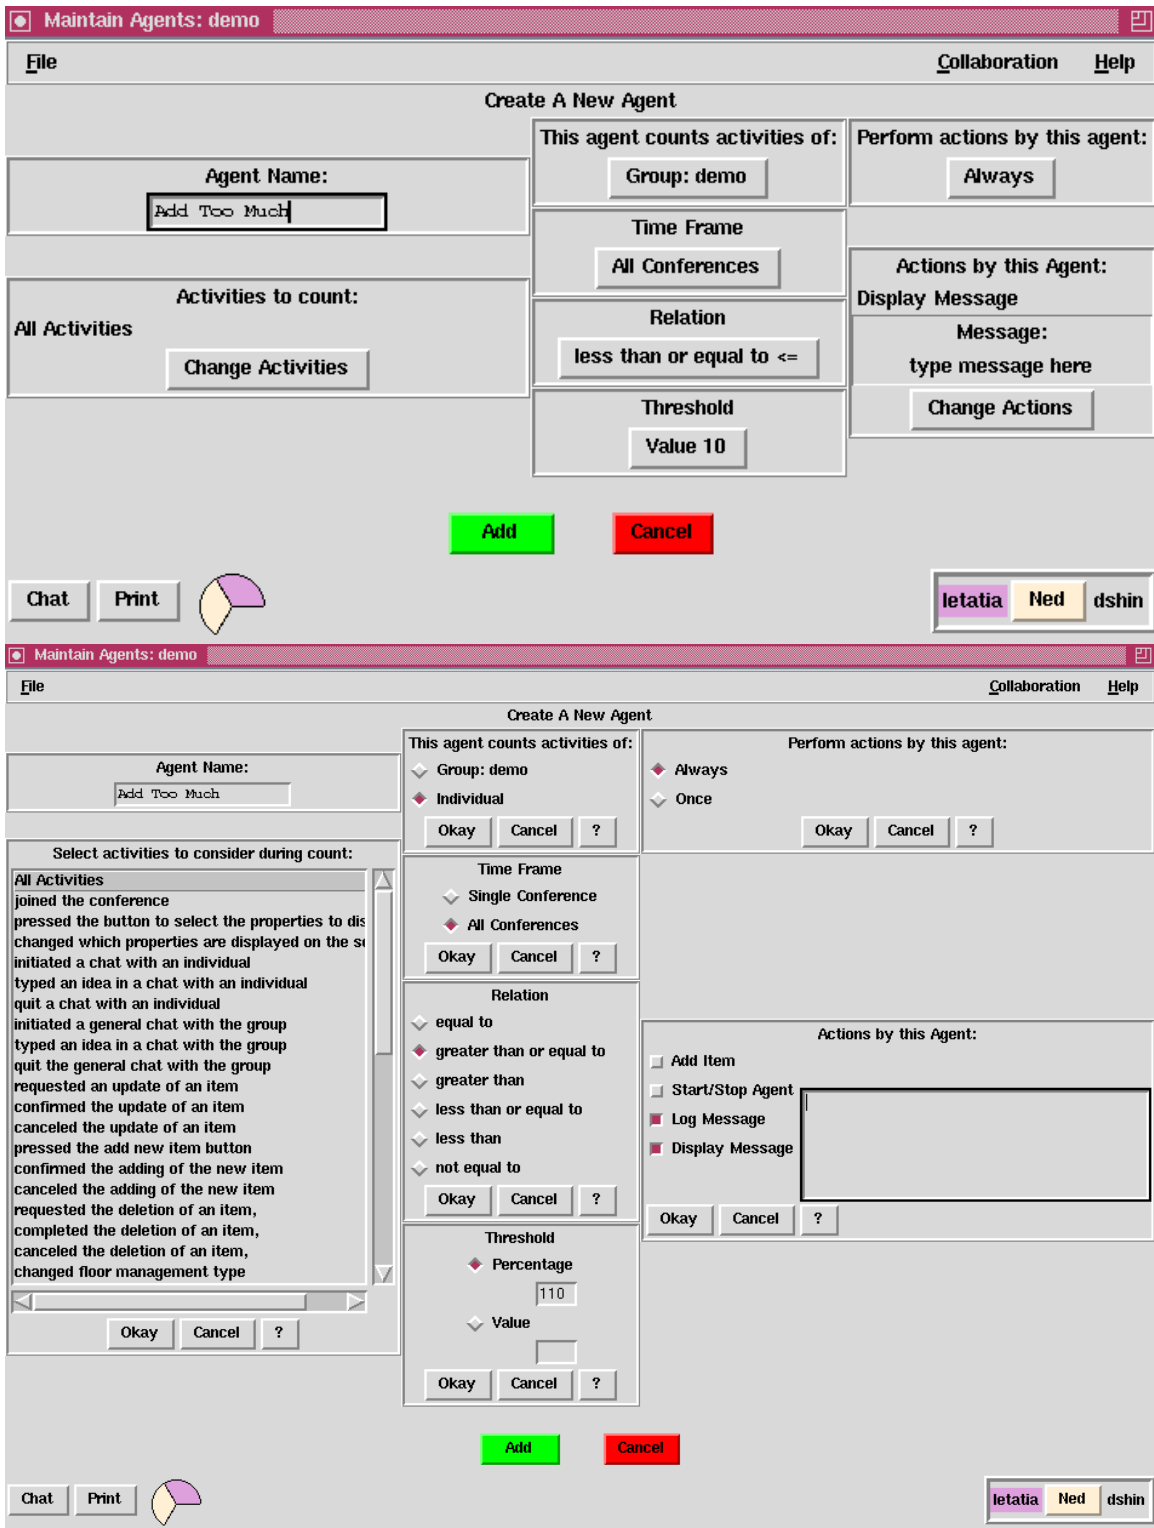 Maintain Agents: demo
File Collaboration Help
Create A New Agent
Agent Name:
Add Too Much
Activities to count:
All Activities
Change Activities
This agent counts activities of:
Group: demo
Time Frame
All Conferences
Relation
less than or equal to <=
Threshold
Value 10
Perform actions by this agent:
Always
Actions by this Agent:
Display Message
Message:
type message here
Change Actions
Add Cancel
Chat Print
letatia Ned dshin
Maintain Agents: demo
File Collaboration Help
Create A New Agent
Agent Name:
Add Too Much
Select activities to consider during count:
All Activities
joined the conference
pressed the button to select the properties to dis
changed which properties are displayed on the s
initiated a chat with an individual
typed an idea in a chat with an individual
quit a chat with an individual
initiated a general chat with the group
typed an idea in a chat with the group
quit the general chat with the group
requested an update of an item
confirmed the update of an item
canceled the update of an item
pressed the add new item button
confirmed the adding of the new item
canceled the adding of the new item
requested the deletion of an item,
completed the deletion of an item,
canceled the deletion of an item,
changed floor management type
Okay Cancel ?
This agent counts activities of:
Group: demo
Individual
Okay Cancel ?
Time Frame
Single Conference
All Conferences
Okay Cancel ?
Relation
equal to
greater than or equal to
greater than
less than or equal to
less than
not equal to
Okay Cancel ?
Threshold
Percentage
110
Value
Okay Cancel ?
Perform actions by this agent:
Always
Once
Okay Cancel ?
Actions by this Agent:
Add Item
Start/Stop Agent
Log Message
Display Message
Okay Cancel ?
Add Cancel
Chat Print
letatia Ned dshin